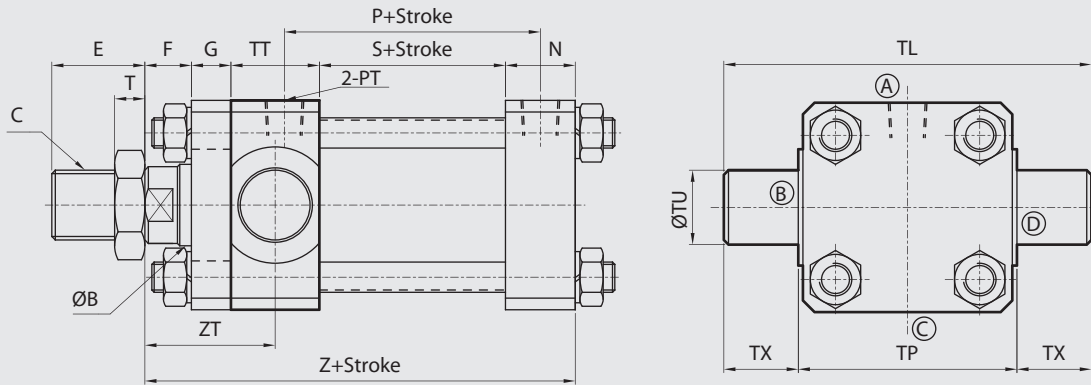 P+Stroke
E
F
G
TT
S+Stroke
N
T
2-PT
C
ØB
ZT
Z+Stroke
TL
Ⓐ
ØTU
Ⓑ
Ⓓ
Ⓒ
TX
TP
TX